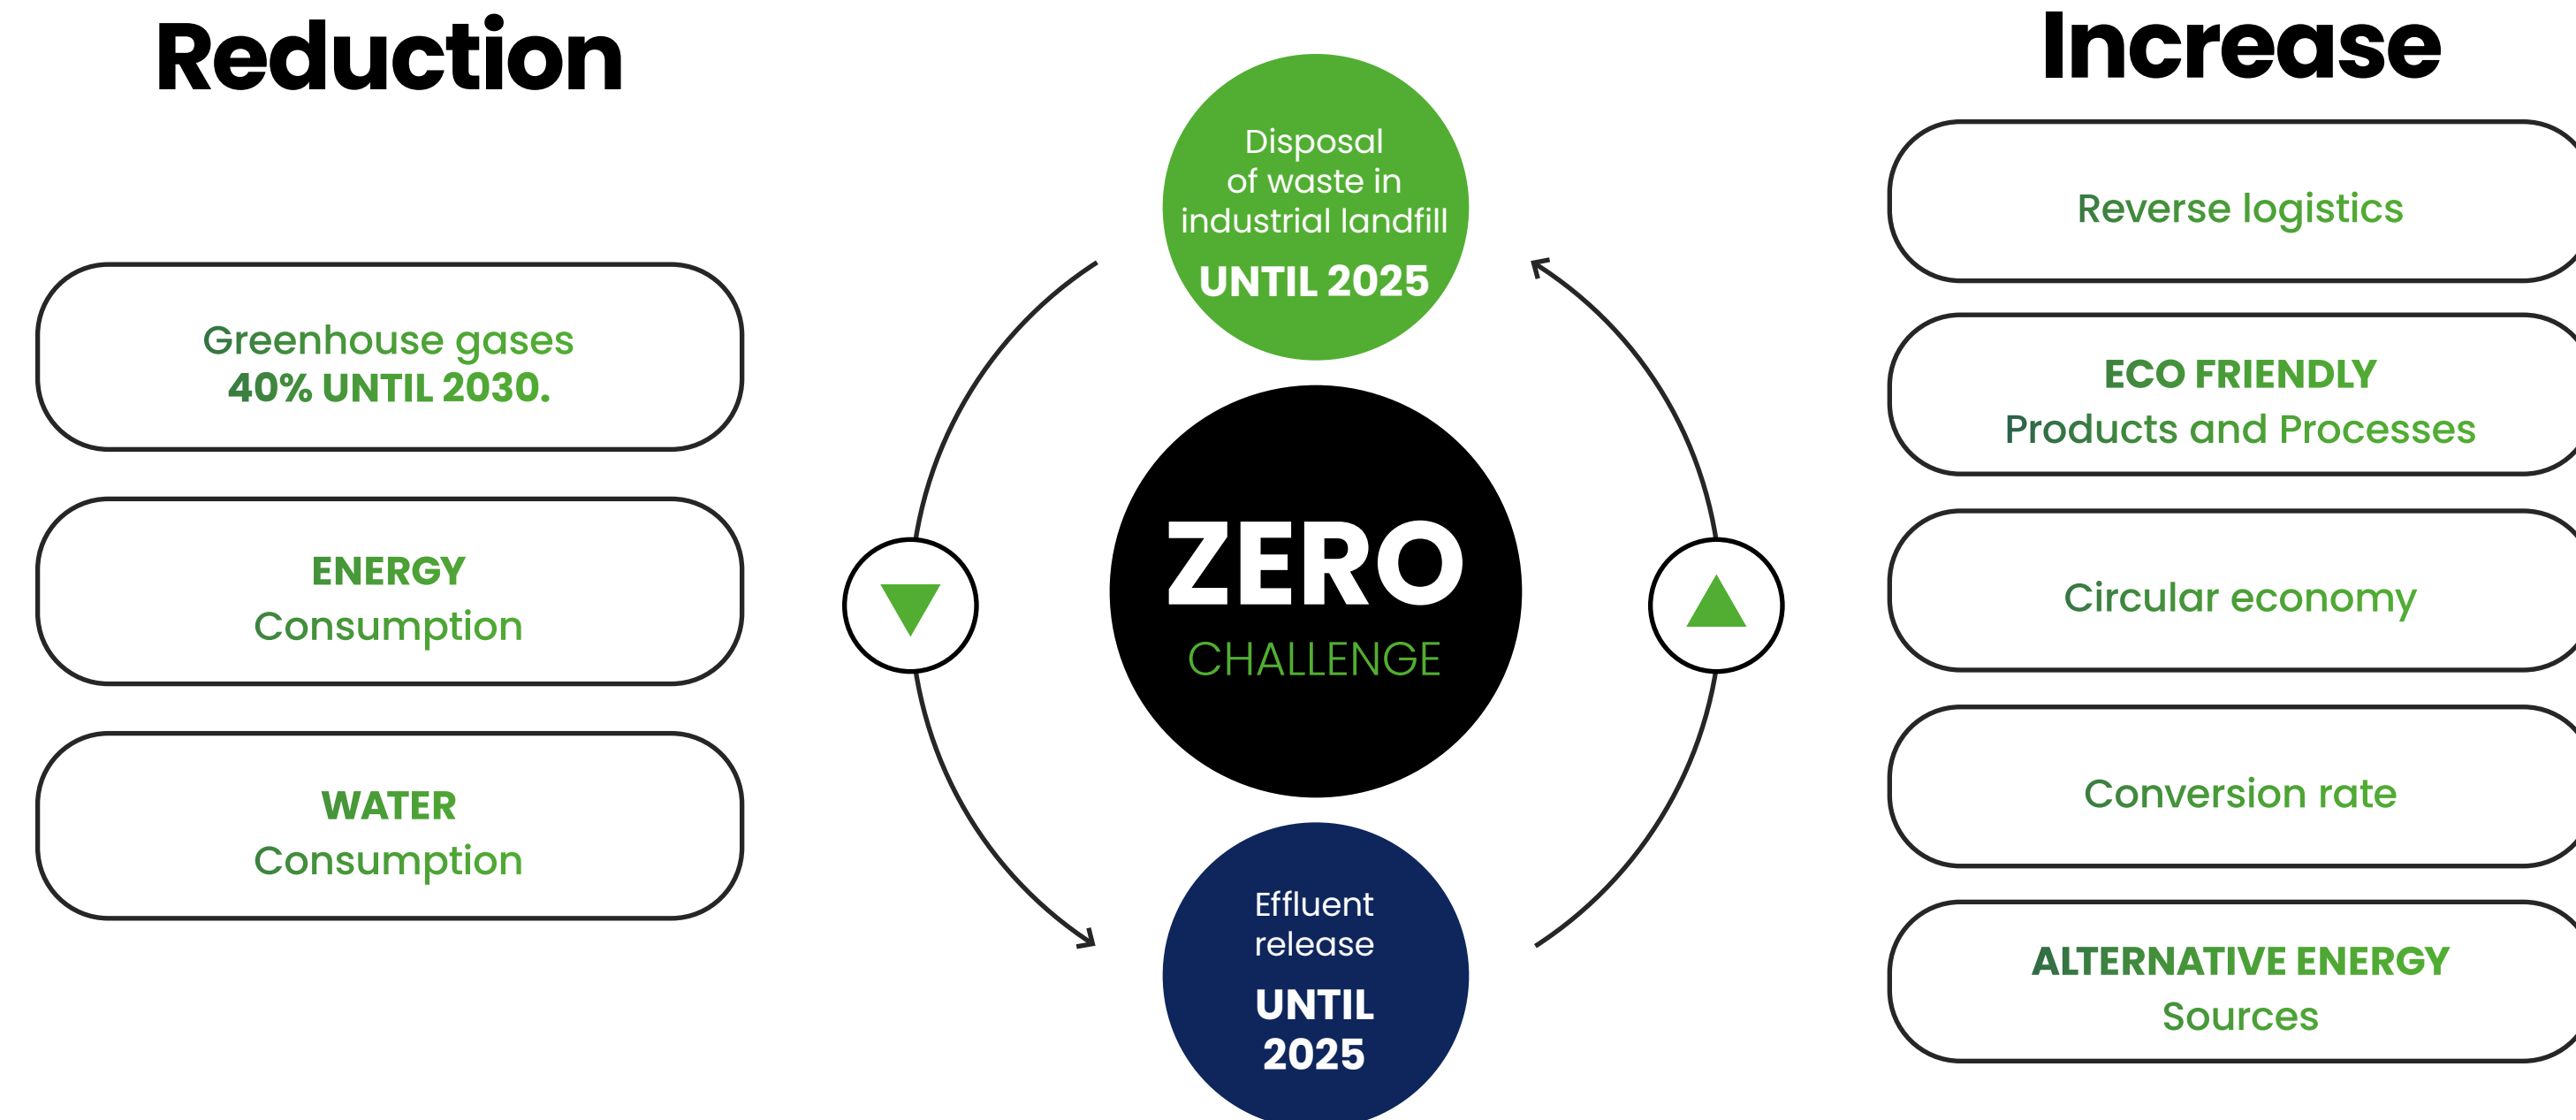 Reduction
Greenhouse gases
40% UNTIL 2030.
ENERGY
Consumption
WATER
Consumption
Disposal
of waste in
industrial landfill
UNTIL 2025
ZERO
CHALLENGE
Effluent
release
UNTIL
2025
Increase
Reverse logistics
ECO FRIENDLY
Products and Processes
Circular economy
Conversion rate
ALTERNATIVE ENERGY
Sources